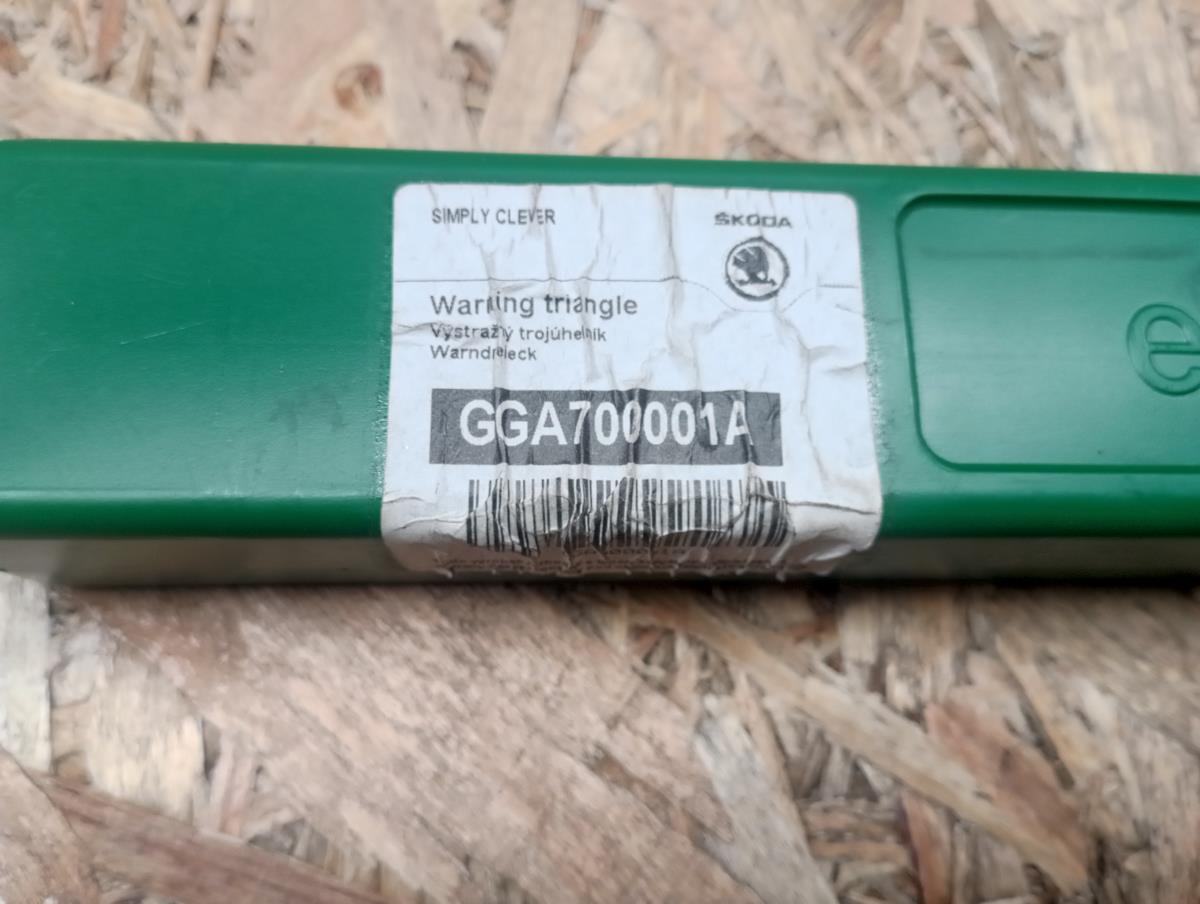 SIMPLY CLEVER
ŠKODA
Warning triangle
Výstražný trojúhelník
Warndreieck
GGA700001A
e